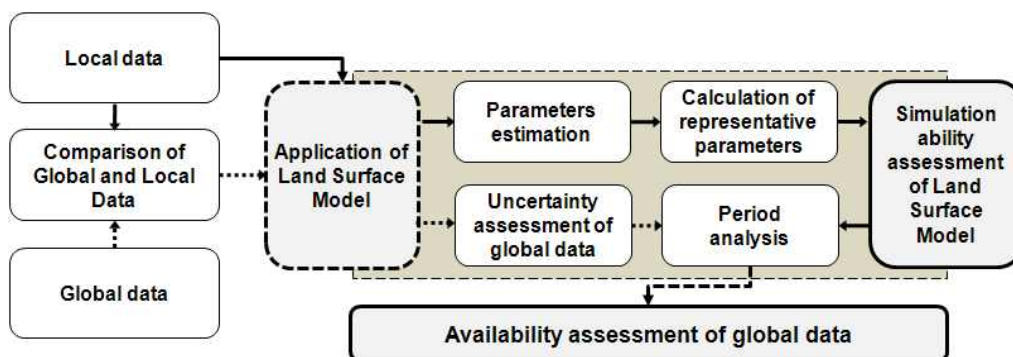 Local data
Comparison of
Global and Local
Data
Global data
Application of
Land Surface
Model
Parameters
estimation
Calculation of
representative
parameters
Uncertainty
assessment of
global data
Period
analysis
Simulation
ability
assessment
of Land
Surface
Model
Availability assessment of global data